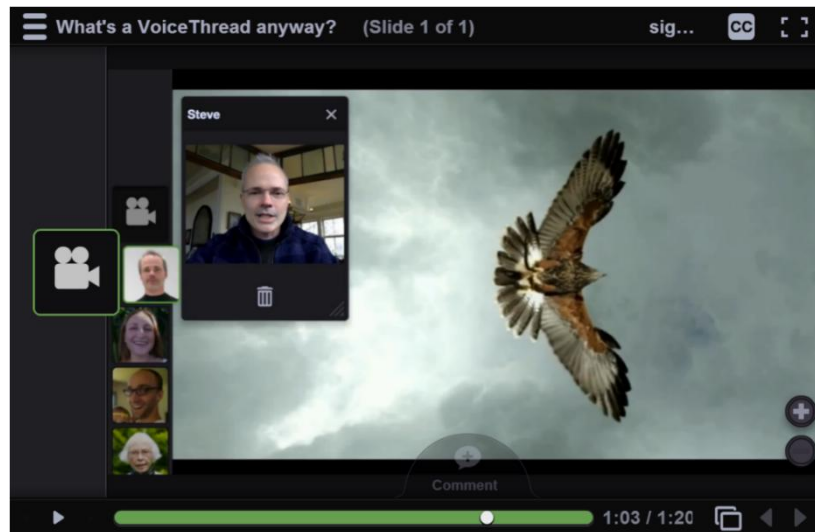 What's a VoiceThread anyway? (Slide 1 of 1) sig... CC
Steve
Comment
1:03 / 1:20